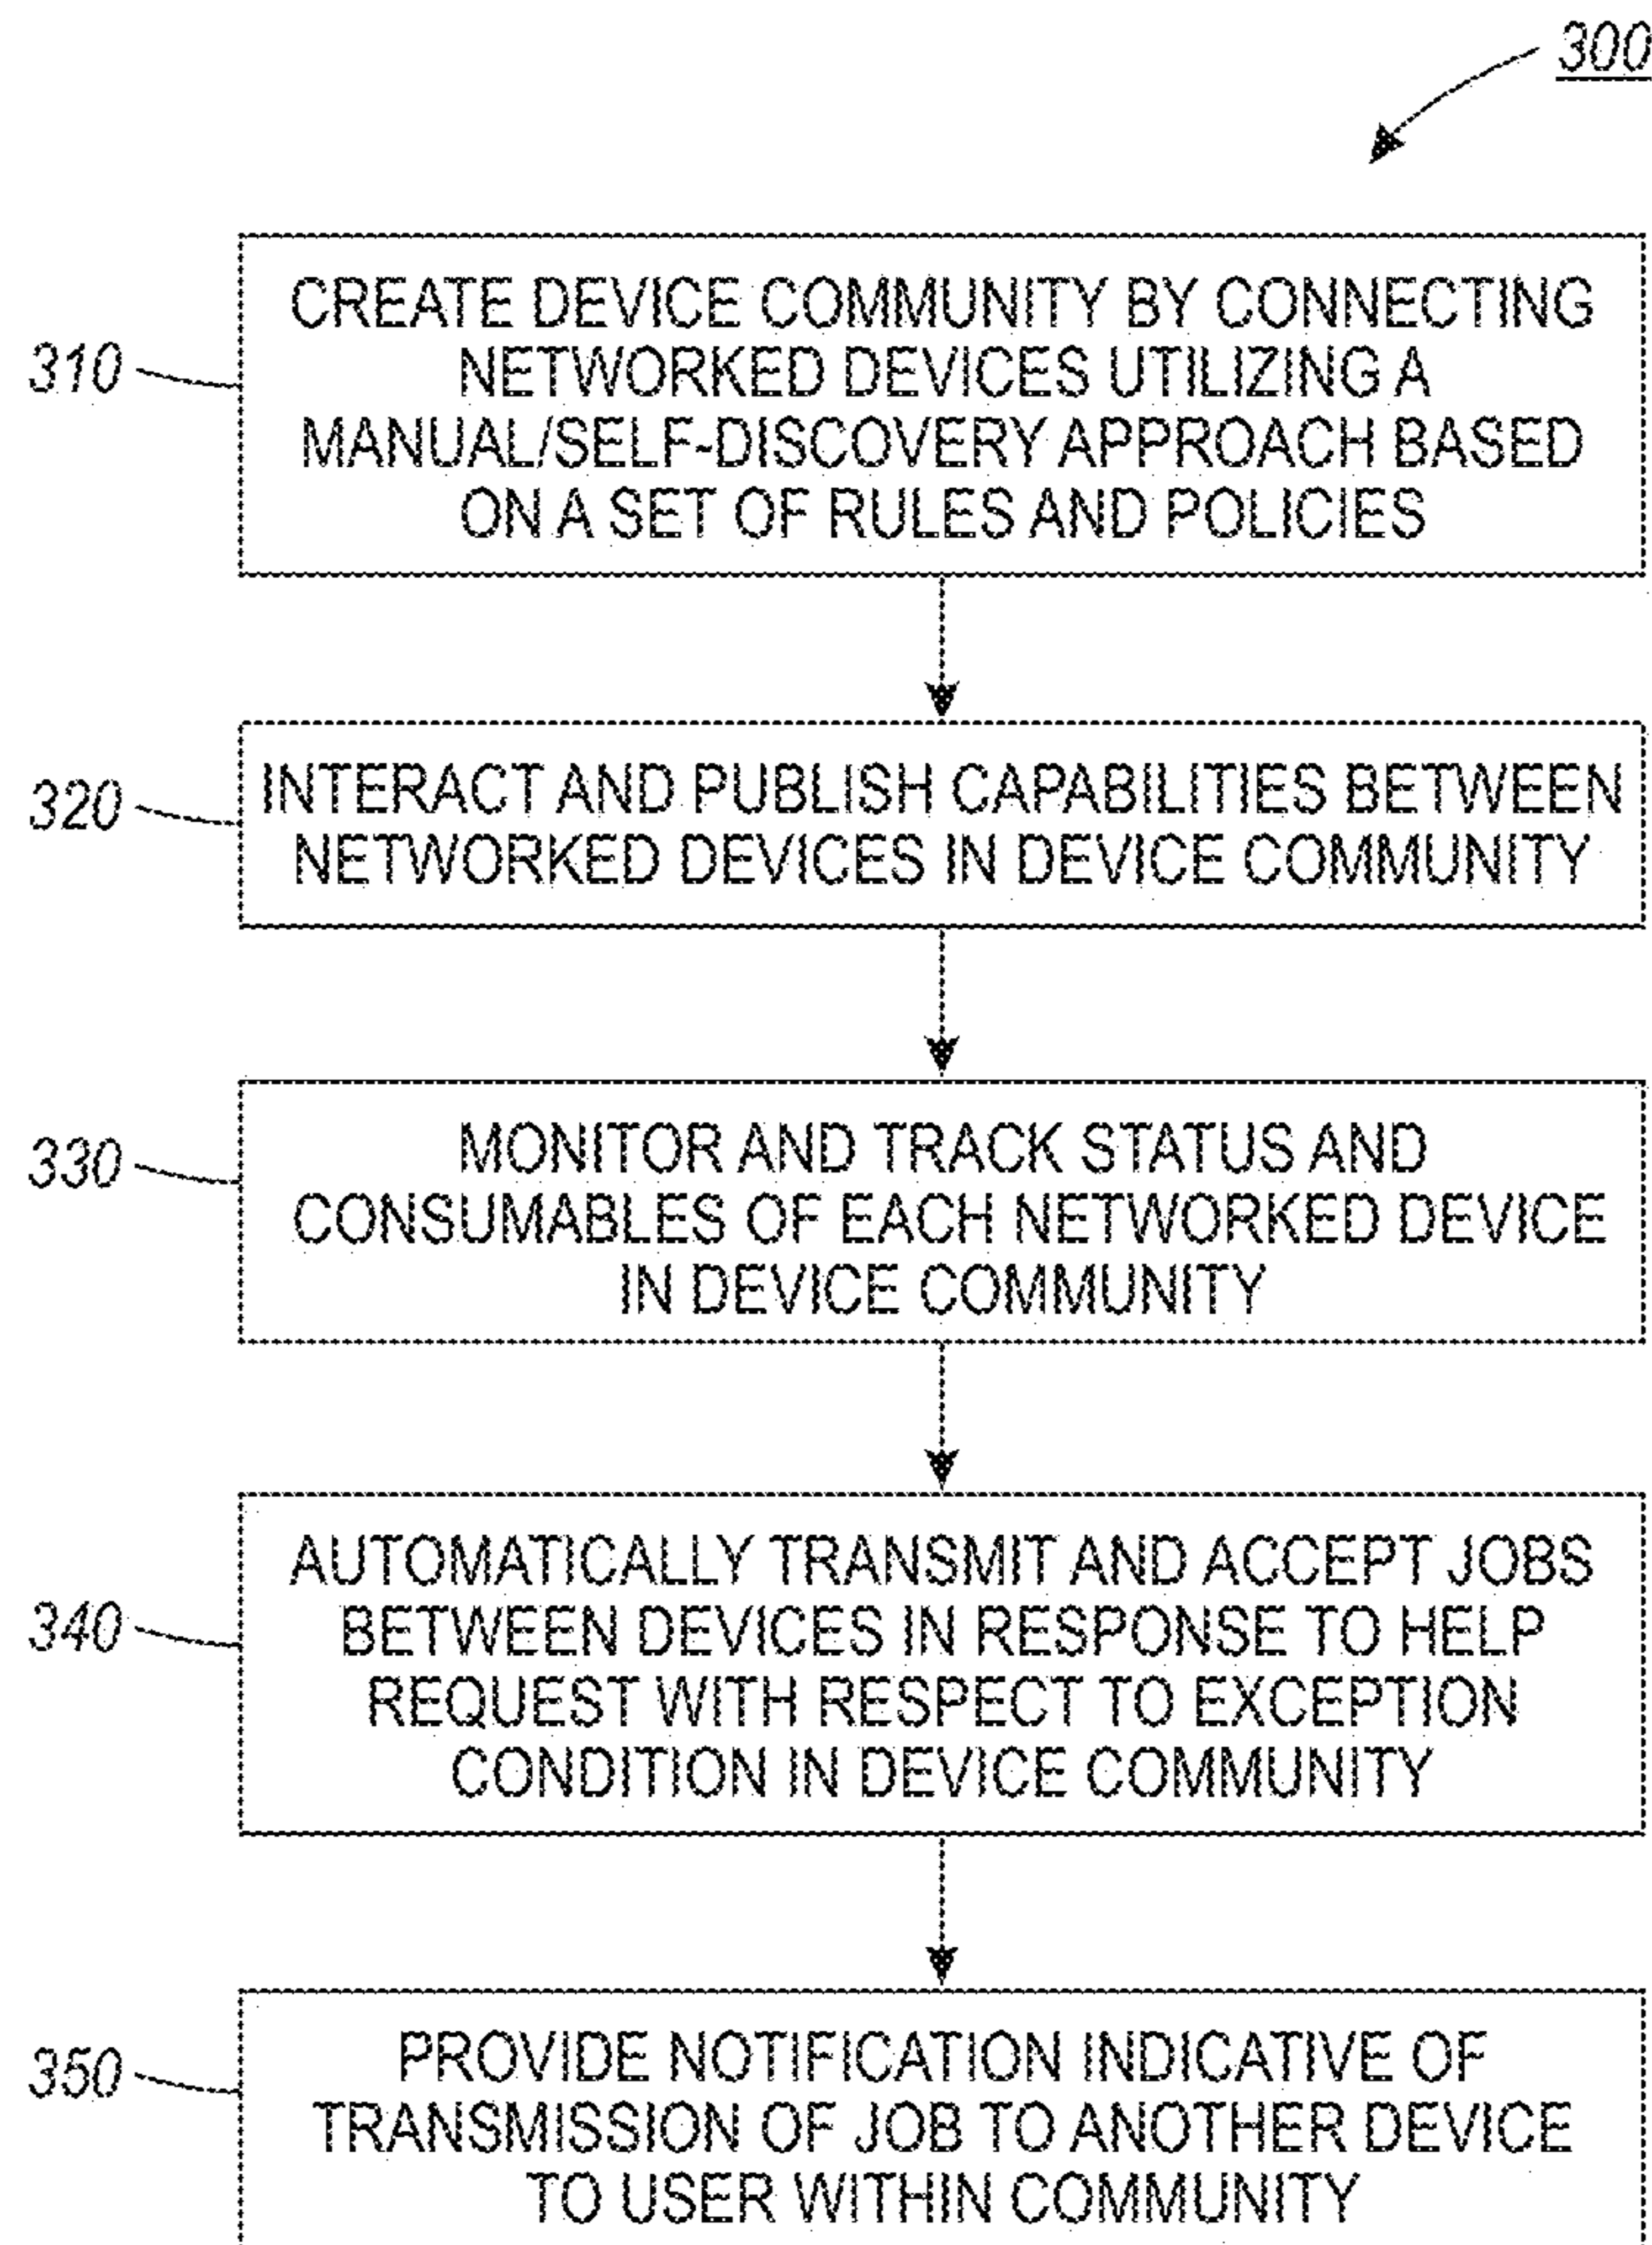 300
310
CREATE DEVICE COMMUNITY BY CONNECTING
NETWORKED DEVICES UTILIZING A
MANUAL/SELF-DISCOVERY APPROACH BASED
ON A SET OF RULES AND POLICIES
320
INTERACT AND PUBLISH CAPABILITIES BETWEEN
NETWORKED DEVICES IN DEVICE COMMUNITY
330
MONITOR AND TRACK STATUS AND
CONSUMABLES OF EACH NETWORKED DEVICE
IN DEVICE COMMUNITY
340
AUTOMATICALLY TRANSMIT AND ACCEPT JOBS
BETWEEN DEVICES IN RESPONSE TO HELP
REQUEST WITH RESPECT TO EXCEPTION
CONDITION IN DEVICE COMMUNITY
350
PROVIDE NOTIFICATION INDICATIVE OF
TRANSMISSION OF JOB TO ANOTHER DEVICE
TO USER WITHIN COMMUNITY